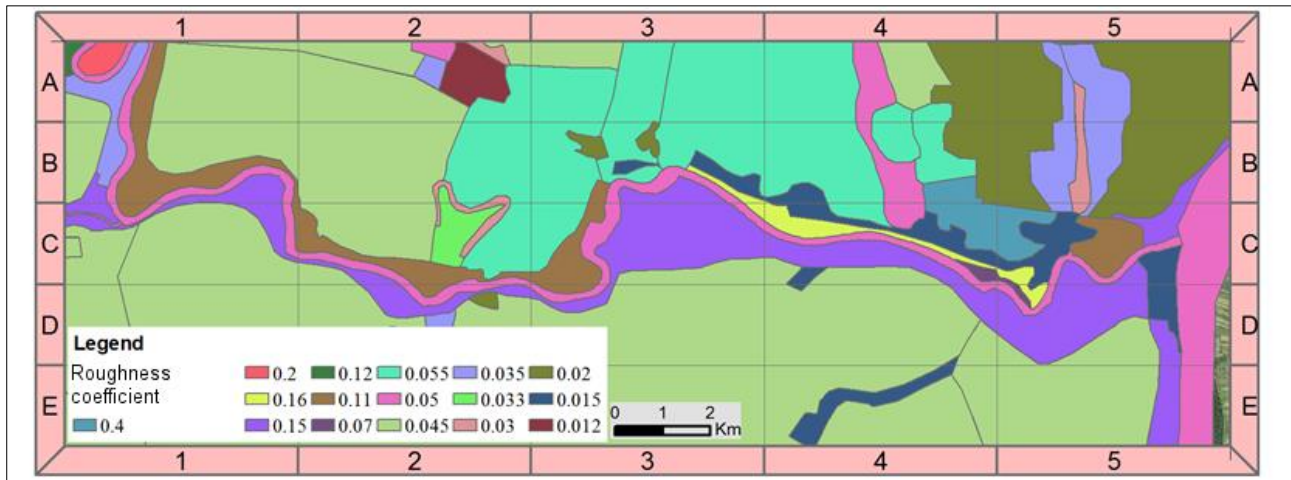 1 2 3 4 5
A A
B B
C C
D D
E E
Legend
Roughness
coefficient
0.4
0.2 0.12 0.055 0.035 0.02
0.16 0.11 0.05 0.033 0.015
0.15 0.07 0.045 0.03 0.012
0 1 2
Km
1 2 3 4 5